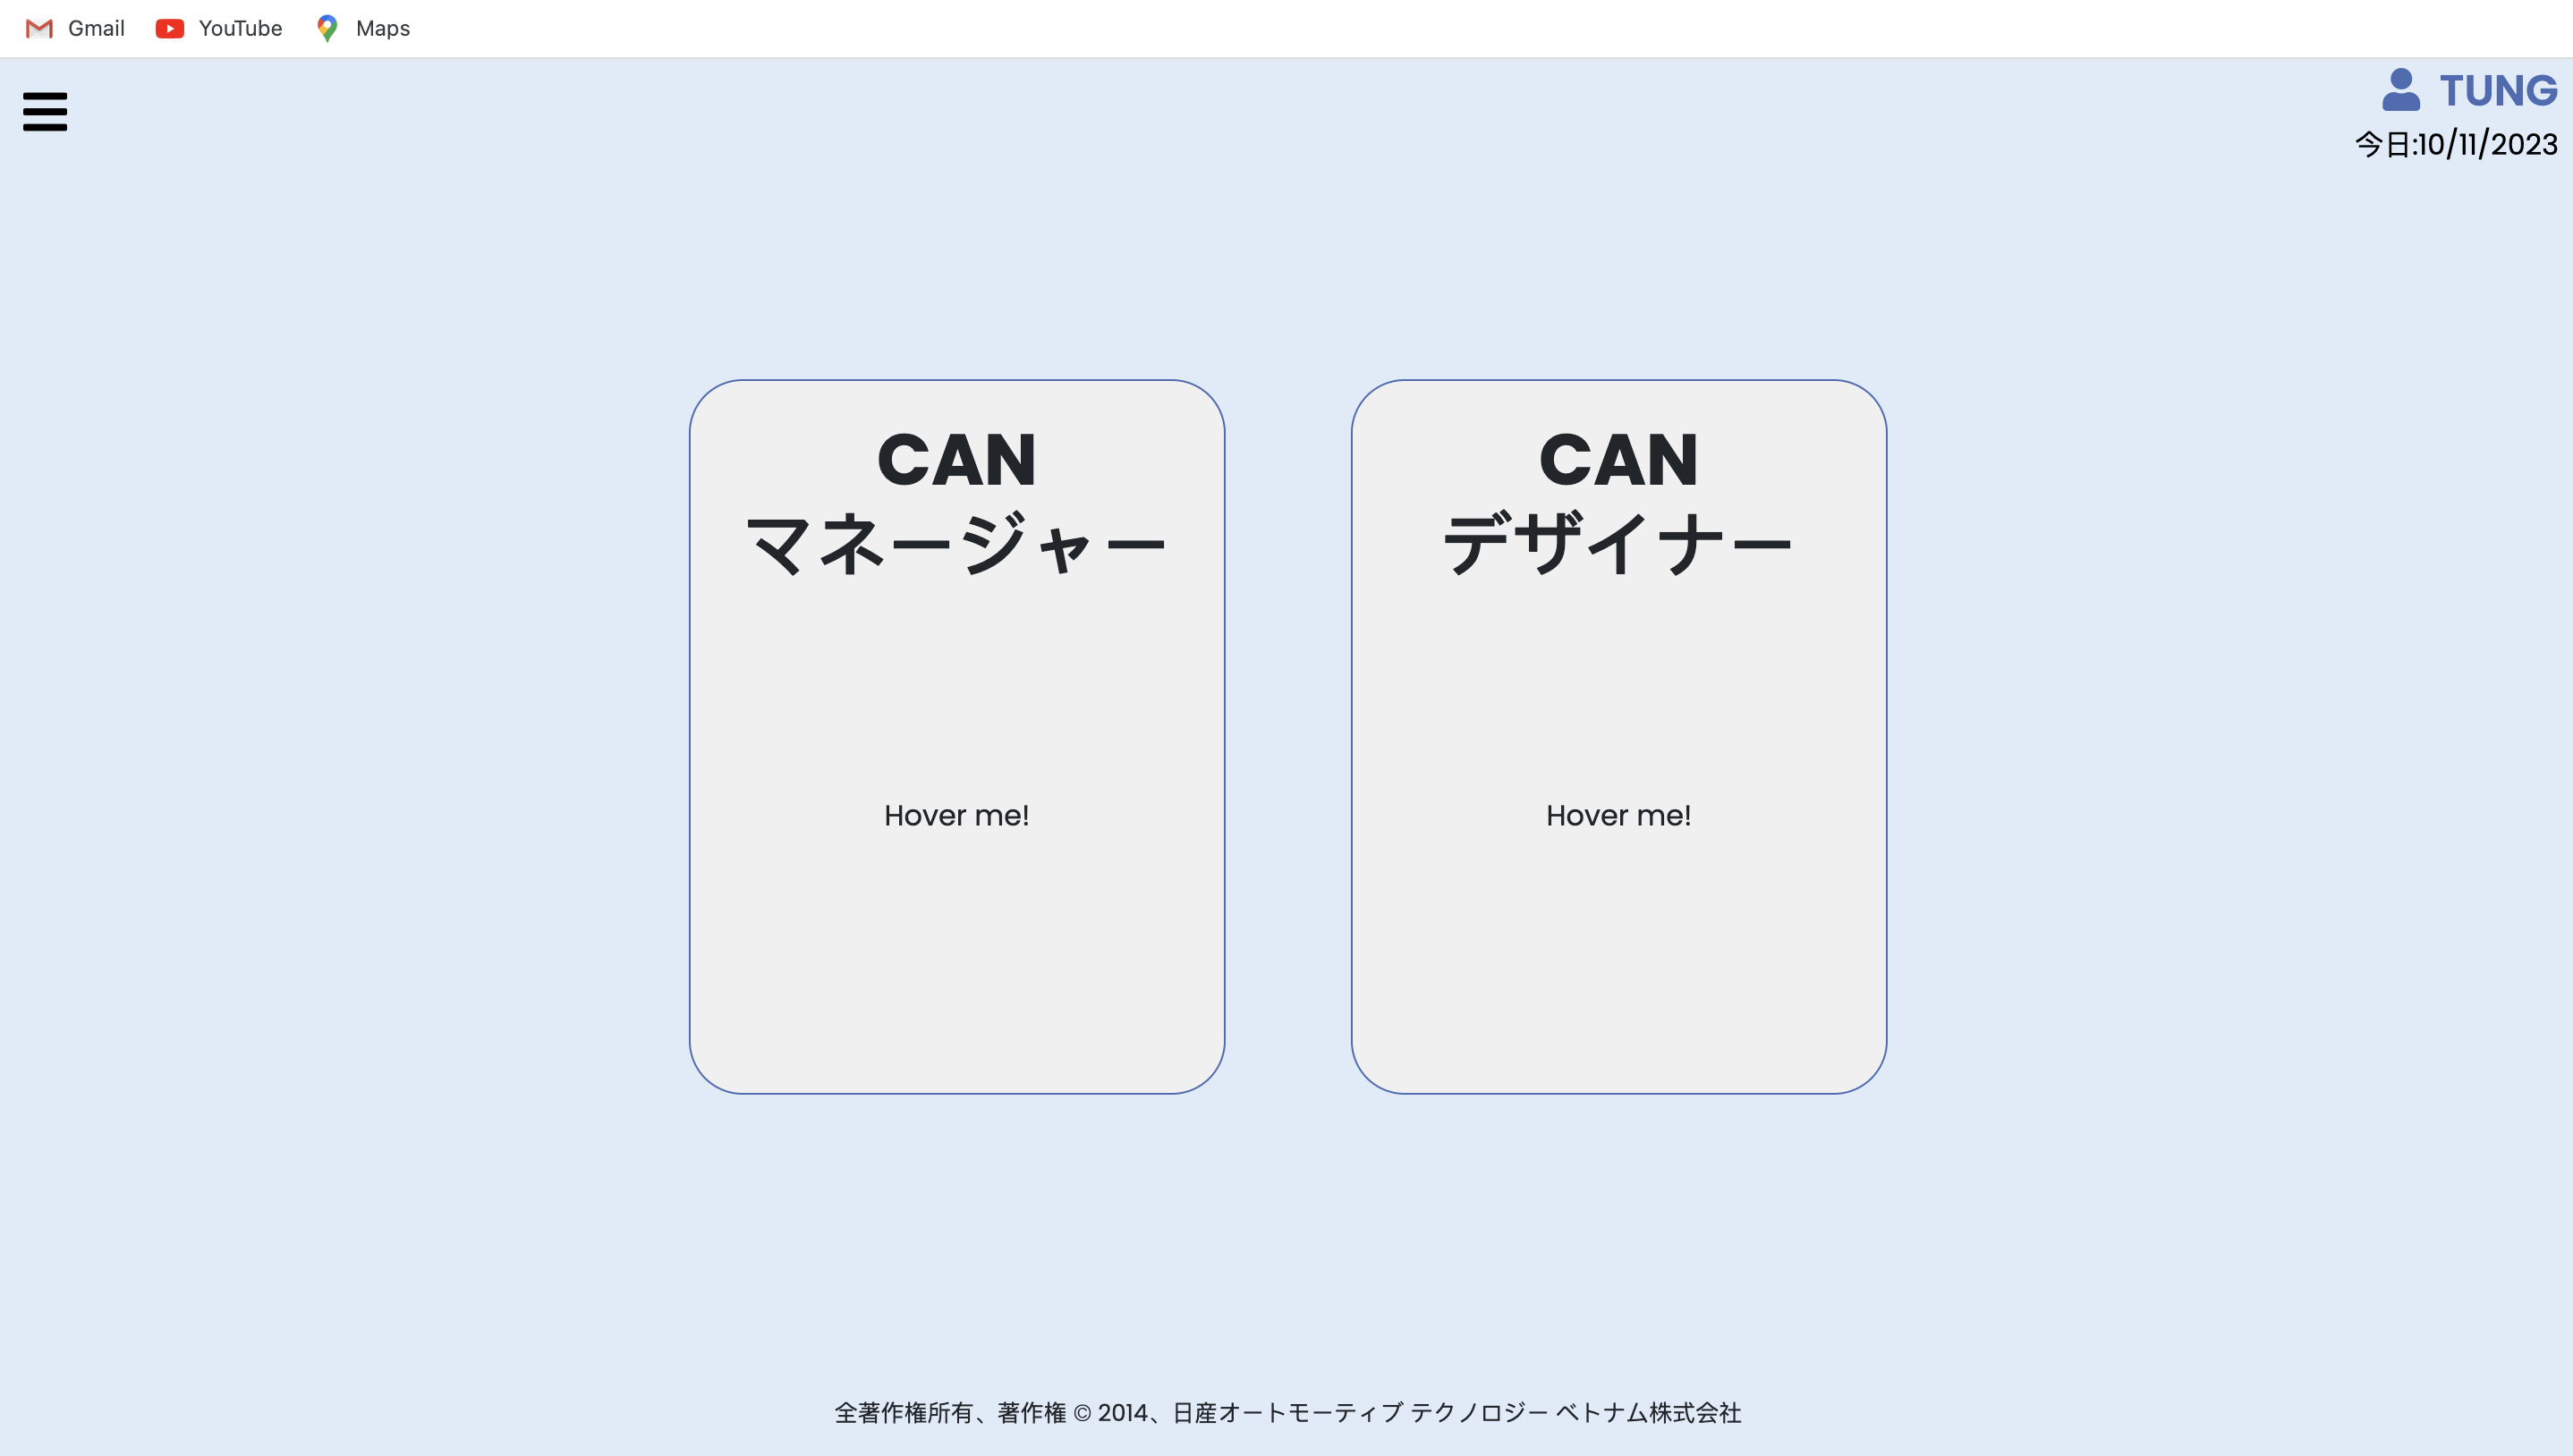 Gmail YouTube Maps
TUNG
今日:10/11/2023
CAN
マネージャー
Hover me!
CAN
デザイナー
Hover me!
全著作権所有、著作権 © 2014、日産オートモーティブ テクノロジー ベトナム株式会社